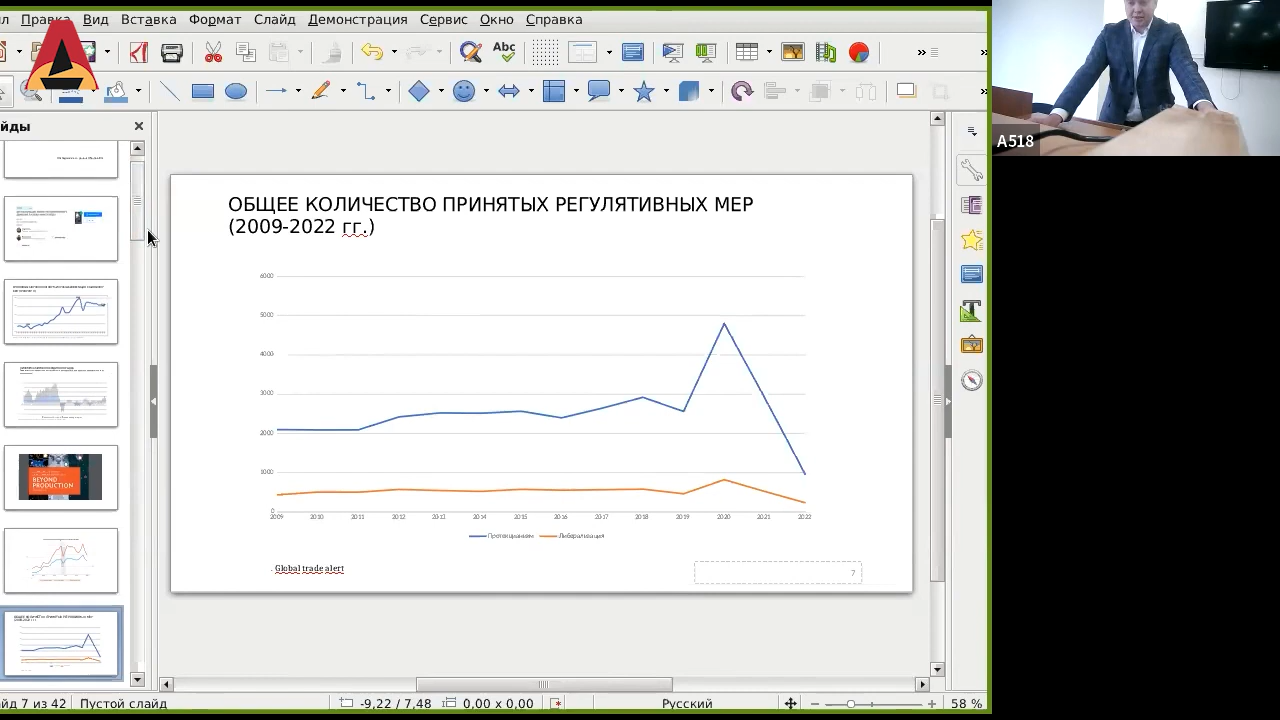 Правка Вид Вставка Формат Слайд Демонстрация Сервис Окно Справка
Abc
A518
йды
ОБЩЕЕ КОЛИЧЕСТВО ПРИНЯТЫХ РЕГУЛЯТИВНЫХ МЕР
(2009-2022 гг.)
6000
5000
4000
3000
2000
1000
0
2009 2010 2011 2012 2013 2014 2015 2016 2017 2018 2019 2020 2021 2022
Протекционизм Либерализация
. Global trade alert
7
BEYOND
PRODUCTION
йд 7 из 42 Пустой слайд -9,22 / 7,48 0,00 x 0,00 Русский 58 %